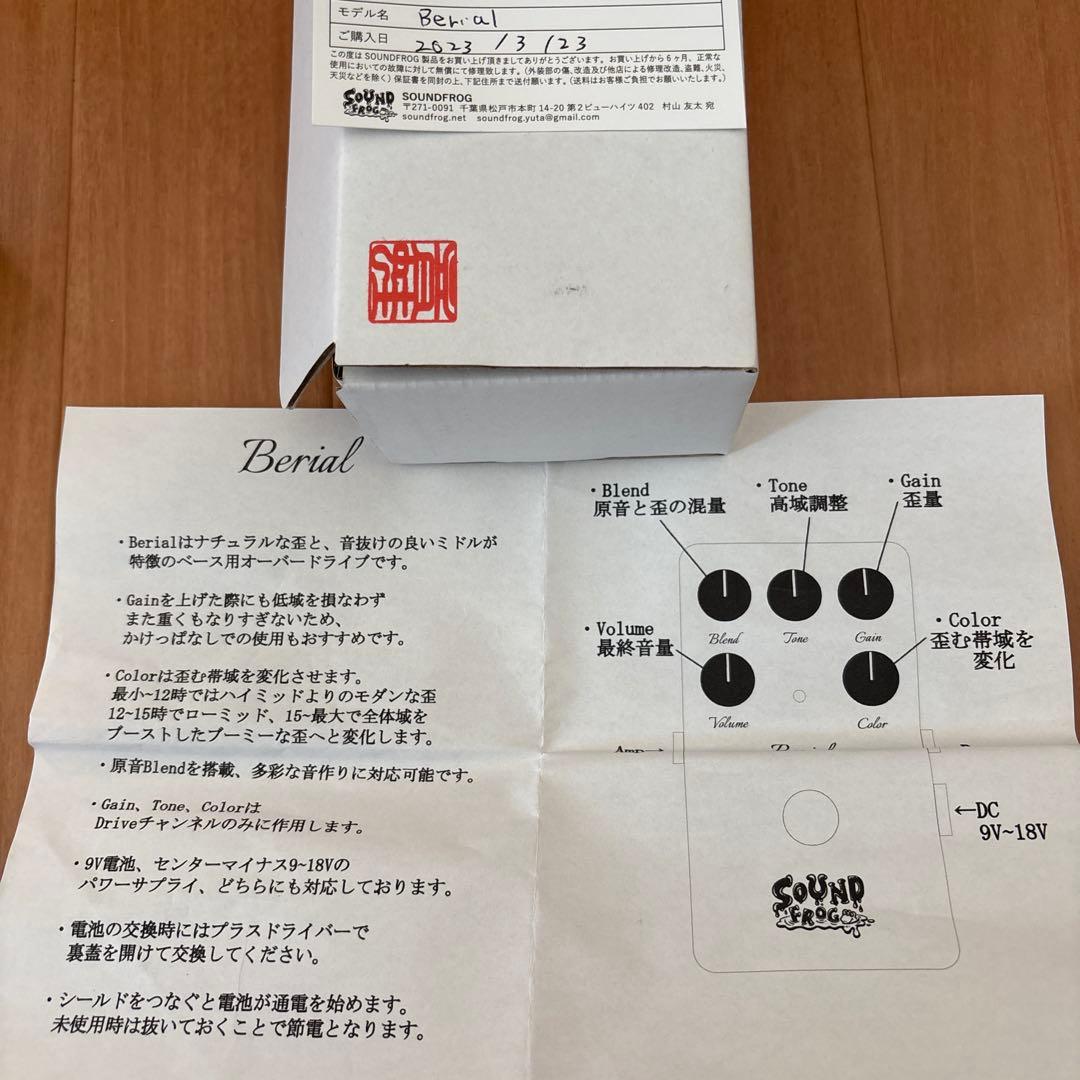 モデル名 Berial
ご購入日 2023 / 3 / 23
この度は SOUNDFROG 製品をお買い上げ頂きましてありがとうございます。お買い上げから6ヶ月、正常な
使用においての故障に対して無償にて修理致します。(外装部の傷、改造及び他店による修理改造、盗難、火災、
天災などを除く)保証書を同封の上、下記住所まで送付願います。(送料はお客様ご負担でお願いいたします。)
SOUND
FROG
SOUNDFROG
〒271-0091 千葉県松戸市本町 14-20 第2ビューハイツ 402 村山 友太 宛
soundfrog.net soundfrog.yuta@gmail.com
Berial
・Berialはナチュラルな歪と、音抜けの良いミドルが
特徴のベース用オーバードライブです。
・Gainを上げた際にも低域を損なわず
また重くもなりすぎないため、
かけっぱなしでの使用もおすすめです。
・Colorは歪む帯域を変化させます。
最小~12時ではハイミッドよりのモダンな歪
12~15時でローミッド、15~最大で全体域を
ブーストしたブーミーな歪へと変化します。
・原音Blendを搭載、多彩な音作りに対応可能です。
・Gain、Tone、Colorは
Driveチャンネルのみに作用します。
・9V電池、センターマイナス9~18Vの
パワーサプライ、どちらにも対応しております。
・電池の交換時にはプラスドライバーで
裏蓋を開けて交換してください。
・シールドをつなぐと電池が通電を始めます。
未使用時は抜いておくことで節電となります。
・Blend
原音と歪の混量
・Tone
高域調整
・Gain
歪量
・Volume
最終音量
・Color
歪む帯域を
変化
Blend
Tone
Gain
Volume
Color
Amp→
Berial
←DC
9V~18V
SOUND
FROG